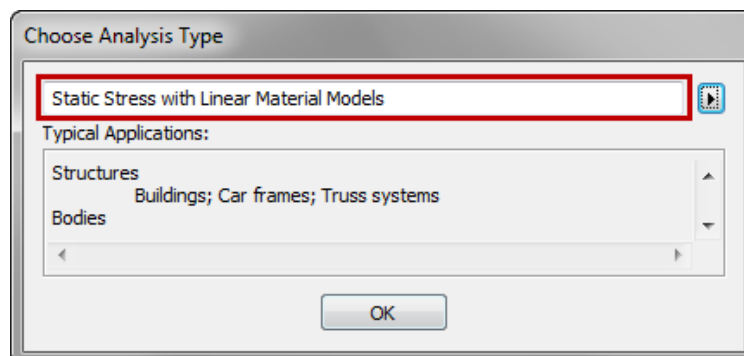 Choose Analysis Type
Static Stress with Linear Material Models
Typical Applications:
Structures
Buildings; Car frames; Truss systems
Bodies
OK